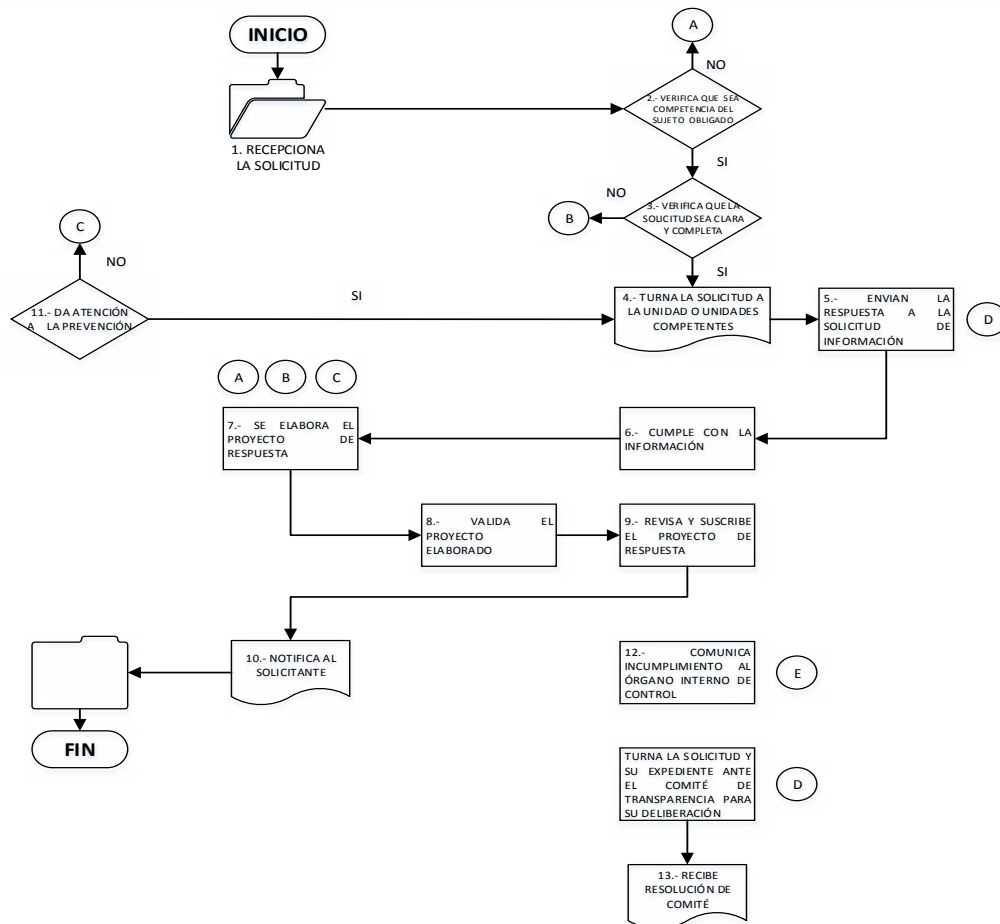 INICIO
1. RECEPCIONA
LA SOLICITUD
A
NO
2.- VERIFICA QUE SEA
COMPETENCIA DEL
SUJETO OBLIGADO
SI
NO
B
3.- VERIFICA QUE LA
SOLICITUD SEA CLARA
Y COMPLETA
SI
C
NO
11.- DA ATENCIÓN
A LA PREVENCIÓN
SI
4.- TURNA LA SOLICITUD A
LA UNIDAD O UNIDADES
COMPETENTES
5.- ENVIAN LA
RESPUESTA A LA
SOLICITUD DE
INFORMACIÓN
D
A B C
7.- SE ELABORA EL
PROYECTO DE
RESPUESTA
6.- CUMPLE CON LA
INFORMACIÓN
8.- VALIDA EL
PROYECTO
ELABORADO
9.- REVISA Y SUSCRIBE
EL PROYECTO DE
RESPUESTA
10.- NOTIFICA AL
SOLICITANTE
FIN
12.- COMUNICA
INCUMPLIMIENTO AL
ÓRGANO INTERNO DE
CONTROL
E
TURNA LA SOLICITUD Y
SU EXPEDIENTE ANTE
EL COMITÉ DE
TRANSPARENCIA PARA
SU DELIBERACIÓN
D
13.- RECIBE
RESOLUCIÓN DE
COMITÉ